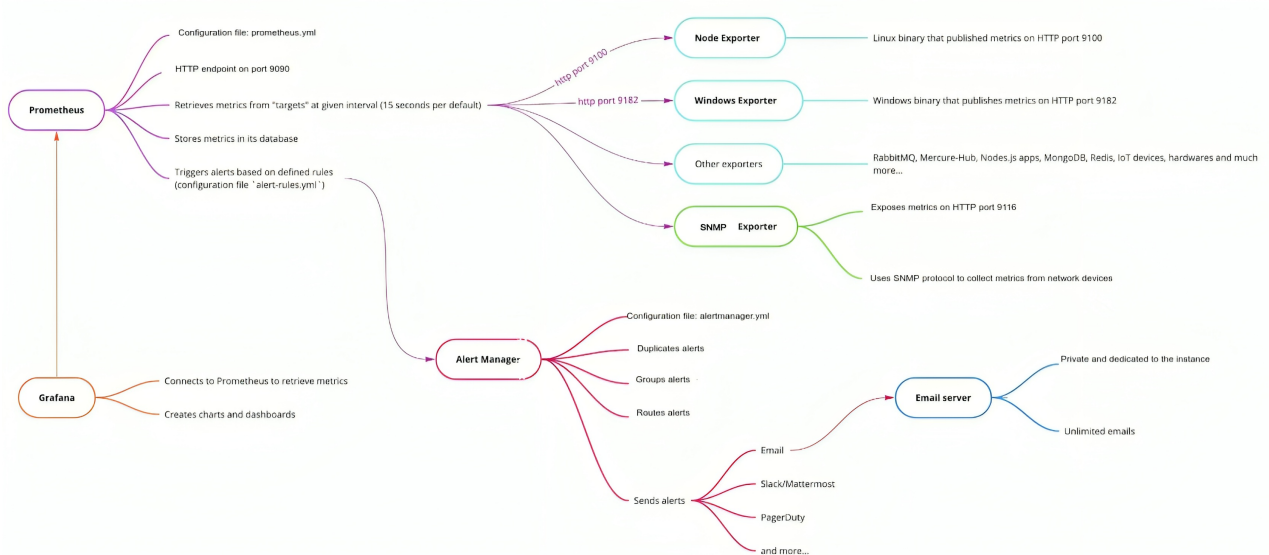 Prometheus
Configuration file: prometheus.yml
HTTP endpoint on port 9090
Retrieves metrics from "targets" at given interval (15 seconds per default)
Stores metrics in its database
Triggers alerts based on defined rules
(configuration file `alert-rules.yml`)
http port 9100
http port 9182
Node Exporter
Linux binary that published metrics on HTTP port 9100
Windows Exporter
Windows binary that publishes metrics on HTTP port 9182
Other exporters
RabbitMQ, Mercure-Hub, Nodes.js apps, MongoDB, Redis, IoT devices, hardwares and much
more...
SNMP Exporter
Exposes metrics on HTTP port 9116
Uses SNMP protocol to collect metrics from network devices
Alert Manager
Configuration file: alertmanager.yml
Duplicates alerts
Groups alerts
Routes alerts
Sends alerts
Email
Slack/Mattermost
PagerDuty
and more...
Email server
Private and dedicated to the instance
Unlimited emails
Grafana
Connects to Prometheus to retrieve metrics
Creates charts and dashboards